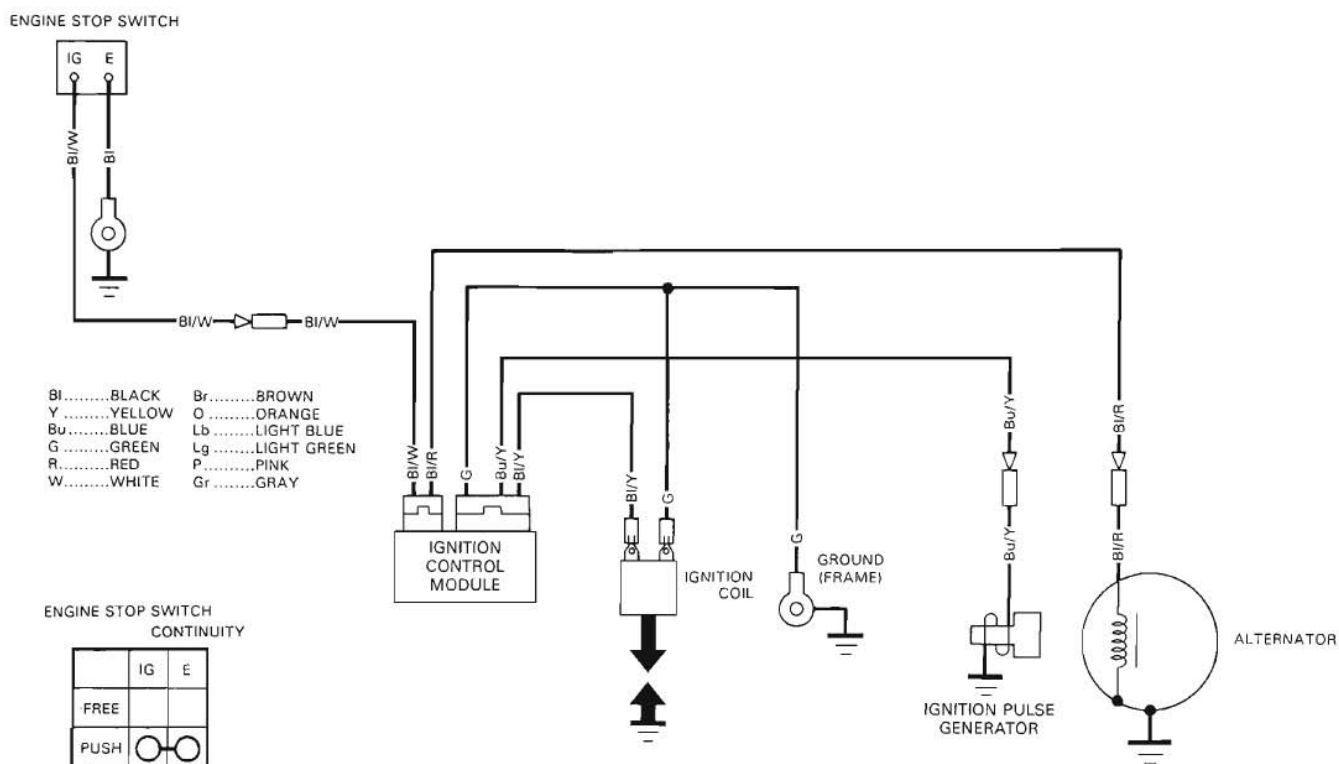 ENGINE STOP SWITCH
IG E
Bl/W
Bl
Bl/W
Bl/W
Bl.........BLACK Br.........BROWN
Y .........YELLOW O .........ORANGE
Bu........BLUE Lb ........LIGHT BLUE
G .........GREEN Lg ........LIGHT GREEN
R..........RED P..........PINK
W.........WHITE Gr ........GRAY
Bl/W
Bl/R
G
Bu/Y
Bl/Y
Bl/Y
G
G
Bu/Y
Bl/R
Bu/Y
Bl/R
IGNITION
CONTROL
MODULE
IGNITION
COIL
GROUND
(FRAME)
IGNITION PULSE
GENERATOR
ALTERNATOR
ENGINE STOP SWITCH
CONTINUITY
IG E
FREE
PUSH